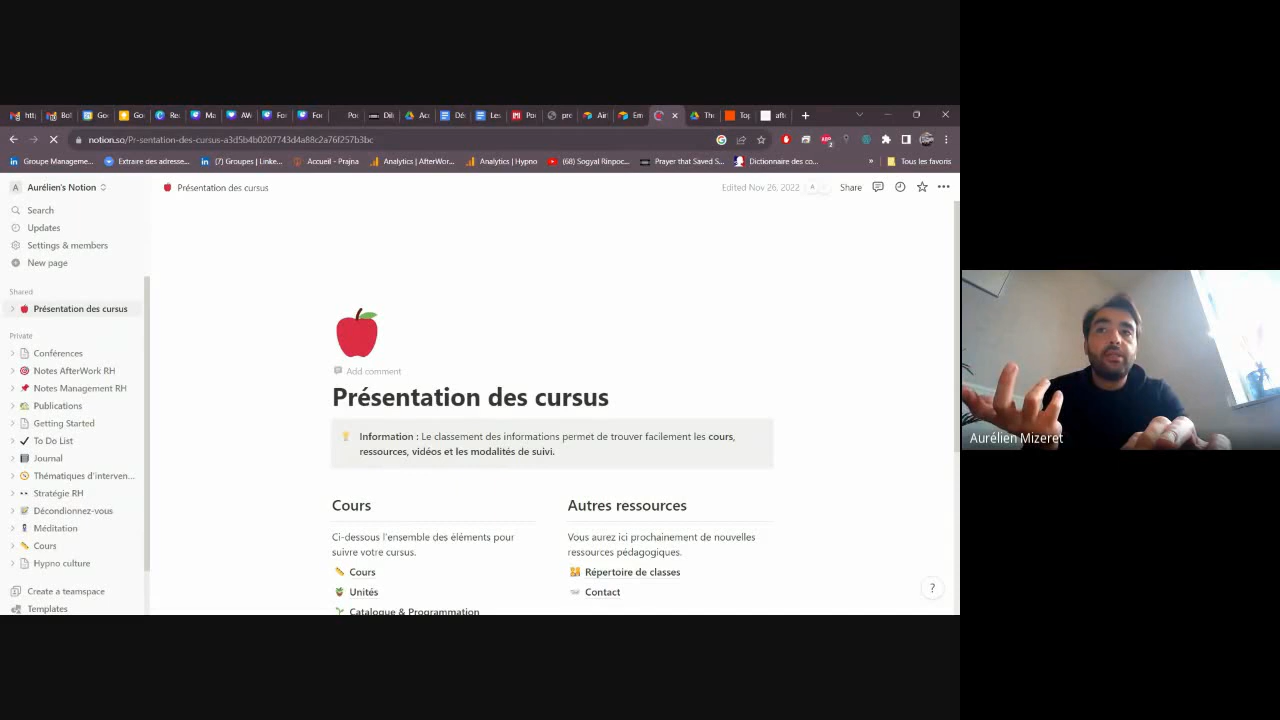 notion.so/Pr-sentation-des-cursus-a3d5b4b0207743d4a88c2a76f257b3bc
Groupe Manageme...
Extraire des adresse...
(7) Groupes | Linke...
Accueil - Prajna
Analytics | AfterWor...
Analytics | Hypno
(68) Sogyal Rinpoc...
Prayer that Saved S...
Dictionnaire des co...
»
Tous les favoris
A Aurélien's Notion
Présentation des cursus
Edited Nov 26, 2022
Share
Search
Updates
Settings & members
New page
Shared
Présentation des cursus
Private
Conférences
Notes AfterWork RH
Notes Management RH
Publications
Getting Started
To Do List
Journal
Thématiques d'interven...
Stratégie RH
Décondionnez-vous
Méditation
Cours
Hypno culture
Create a teamspace
Templates
Add comment
Présentation des cursus
Information : Le classement des informations permet de trouver facilement les cours,
ressources, vidéos et les modalités de suivi.
Cours
Ci-dessous l'ensemble des éléments pour
suivre votre cursus.
Cours
Unités
Catalogue & Programmation
Autres ressources
Vous aurez ici prochainement de nouvelles
ressources pédagogiques.
Répertoire de classes
Contact
?
Aurélien Mizeret